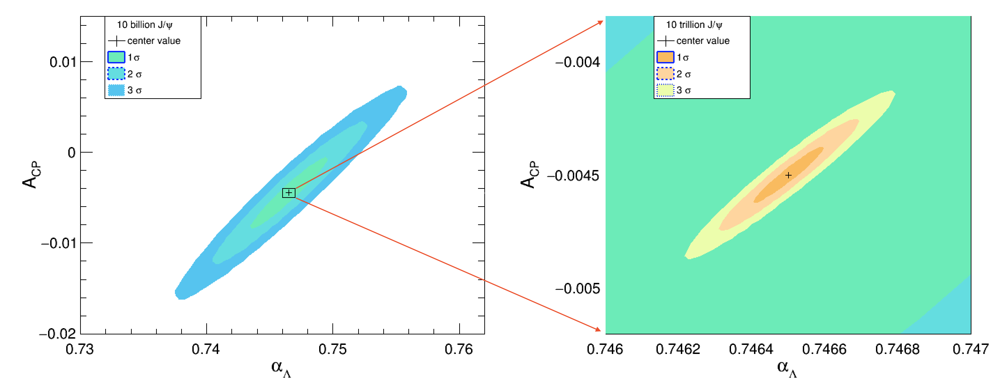 10 billion J/ψ
center value
1σ
2 σ
3 σ
0.01
0
−0.01
−0.02
A_CP
0.73 0.74 0.75 0.76
α_Λ
10 trillion J/ψ
center value
1σ
2 σ
3 σ
−0.004
−0.0045
−0.005
A_CP
0.746 0.7462 0.7464 0.7466 0.7468 0.747
α_Λ